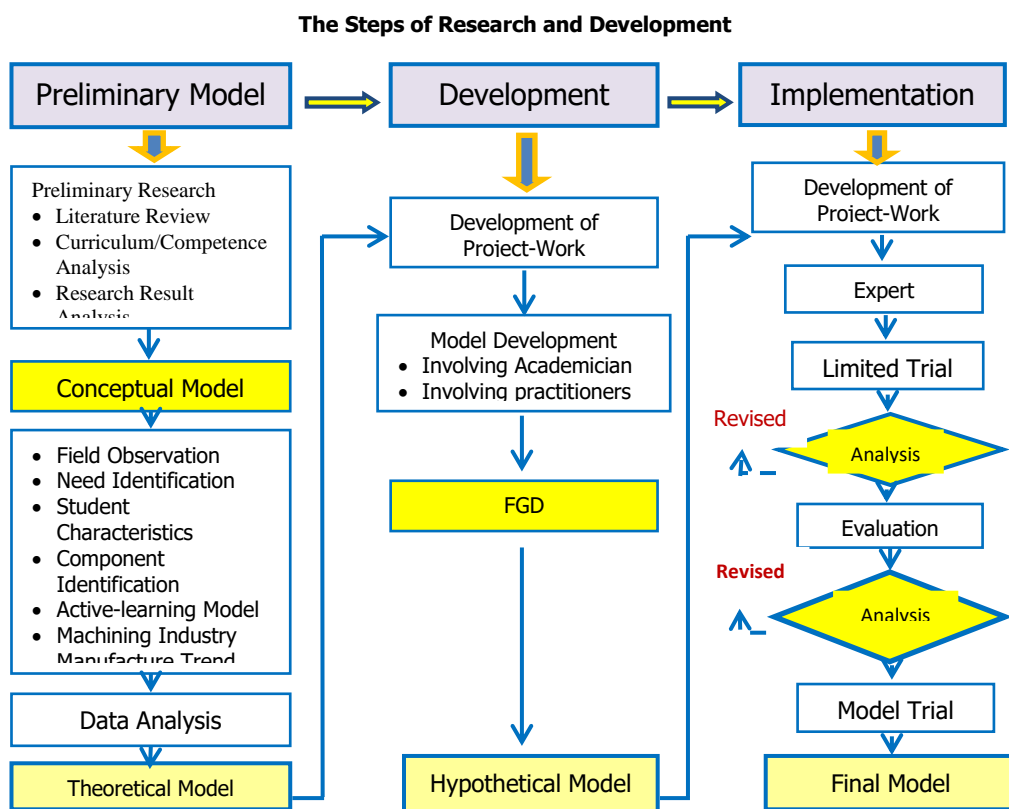 The Steps of Research and Development
Preliminary Model
Development
Implementation
Preliminary Research
• Literature Review
• Curriculum/Competence
Analysis
• Research Result
Analysis
Conceptual Model
• Field Observation
• Need Identification
• Student
Characteristics
• Component
Identification
• Active-learning Model
• Machining Industry
Manufacture Trend
Data Analysis
Theoretical Model
Development of
Project-Work
Model Development
• Involving Academician
• Involving practitioners
FGD
Hypothetical Model
Development of
Project-Work
Expert
Limited Trial
Revised
Analysis
Evaluation
Revised
Analysis
Model Trial
Final Model